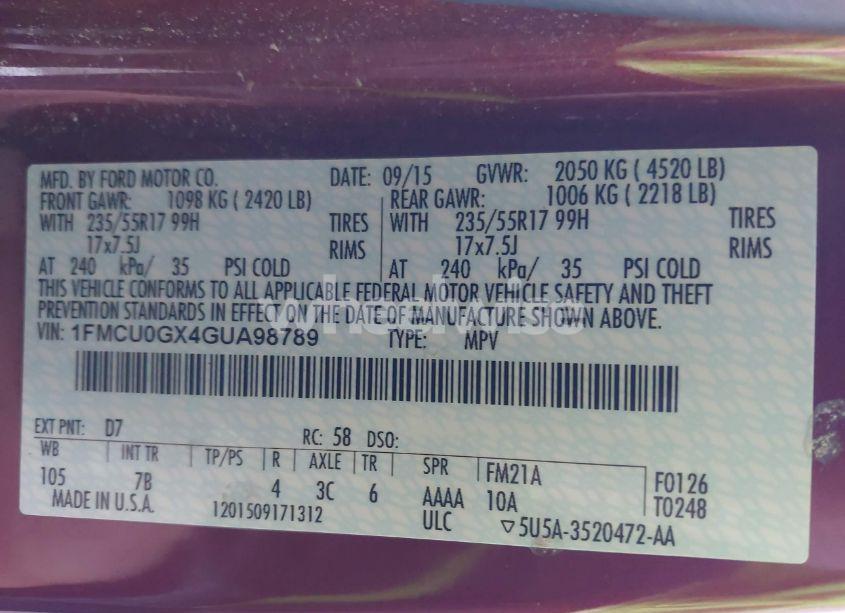 MFD. BY FORD MOTOR CO. DATE: 09/15 GVWR: 2050 KG ( 4520 LB)
FRONT GAWR: 1098 KG ( 2420 LB) REAR GAWR: 1006 KG ( 2218 LB)
WITH 235/55R17 99H TIRES WITH 235/55R17 99H TIRES
17x7.5J RIMS 17x7.5J RIMS
AT 240 kPa/ 35 PSI COLD AT 240 kPa/ 35 PSI COLD
THIS VEHICLE CONFORMS TO ALL APPLICABLE FEDERAL MOTOR VEHICLE SAFETY AND THEFT
PREVENTION STANDARDS IN EFFECT ON THE DATE OF MANUFACTURE SHOWN ABOVE.
VIN: 1FMCU0GX4GUA98789 TYPE: MPV
EXT PNT: D7 RC: 58 DSO:
WB INT TR TP/PS R AXLE TR SPR FM21A F0126
105 7B 4 3C 6 AAAA 10A T0248
MADE IN U.S.A. 1201509171312 ULC ▽5U5A-3520472-AA